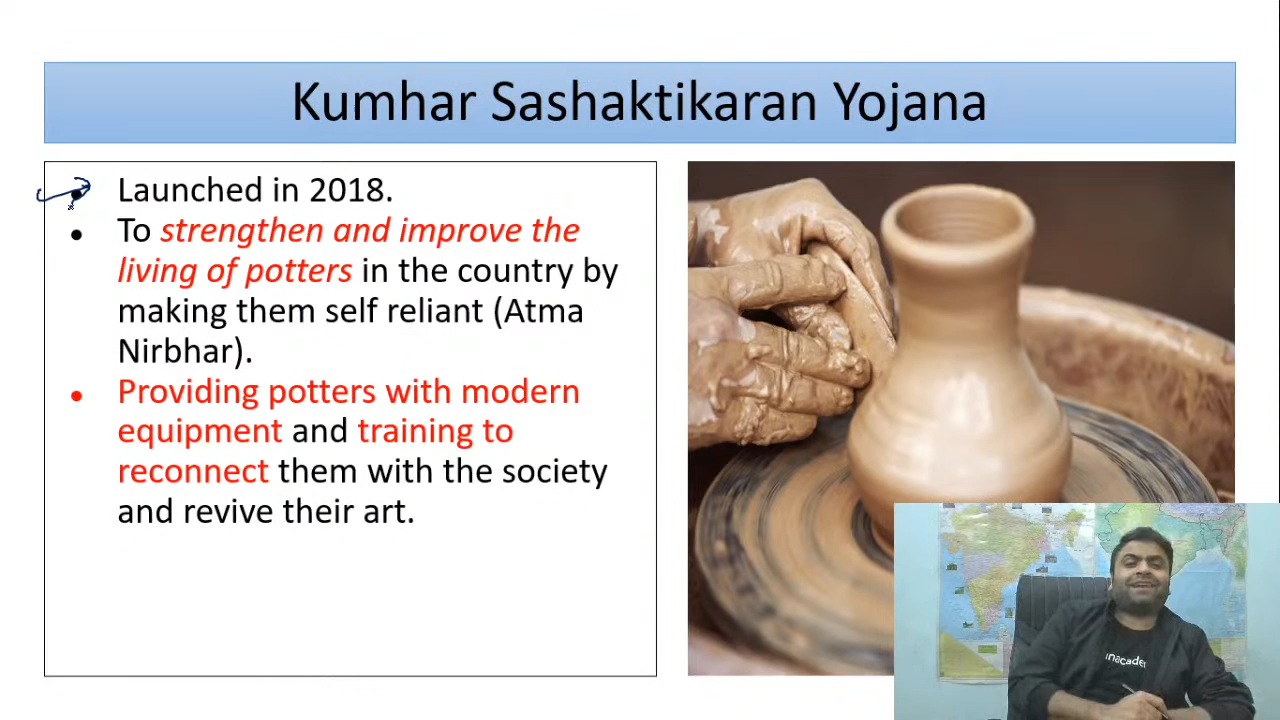 Kumhar Sashaktikaran Yojana
• Launched in 2018.
• To strengthen and improve the
living of potters in the country by
making them self reliant (Atma
Nirbhar).
• Providing potters with modern
equipment and training to
reconnect them with the society
and revive their art.